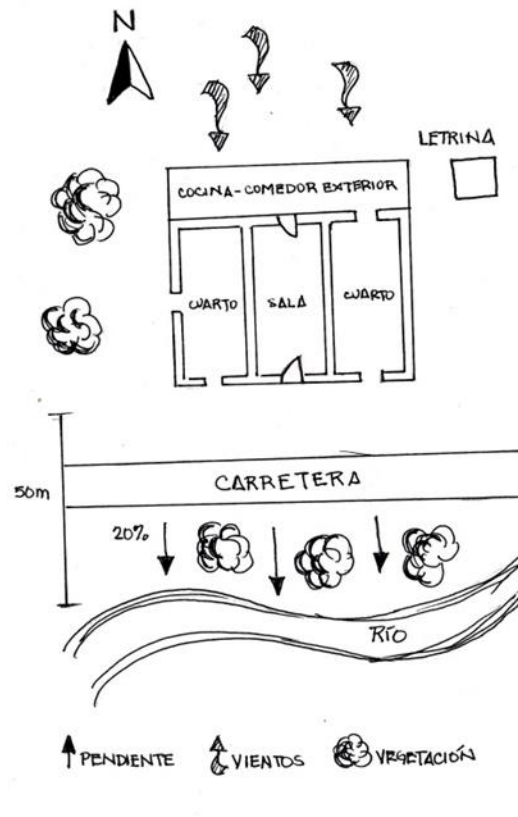 N
LETRINA
COCINA-COMEDOR EXTERIOR
CUARTO
SALA
CUARTO
50m
CARRETERA
20%
RÍO
PENDIENTE
VIENTOS
VEGETACIÓN